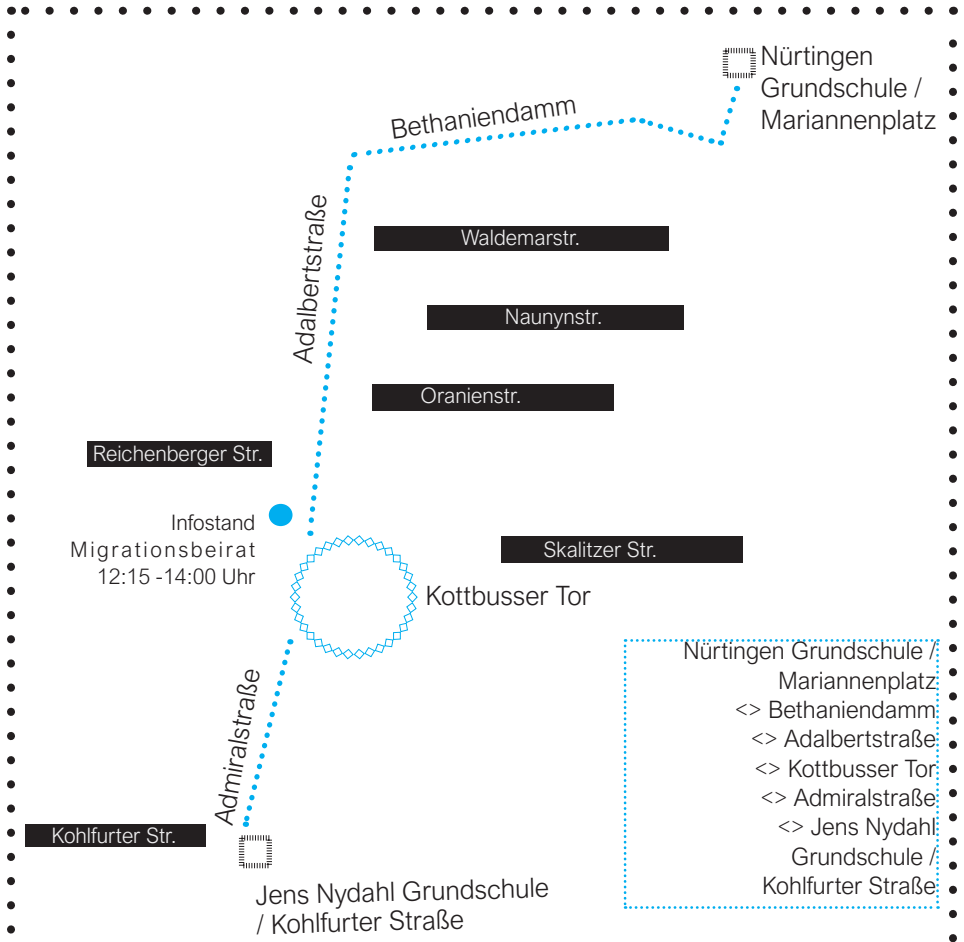 Nürtingen
Grundschule /
Mariannenplatz
Bethaniendamm
Adalbertstraße
Waldemarstr.
Naunynstr.
Oranienstr.
Reichenberger Str.
Infostand
Migrationsbeirat
12:15 -14:00 Uhr
Skalitzer Str.
Kottbusser Tor
Admiralstraße
Kohlfurter Str.
Jens Nydahl Grundschule
/ Kohlfurter Straße
Nürtingen Grundschule /
Mariannenplatz
<> Bethaniendamm
<> Adalbertstraße
<> Kottbusser Tor
<> Admiralstraße
<> Jens Nydahl
Grundschule /
Kohlfurter Straße